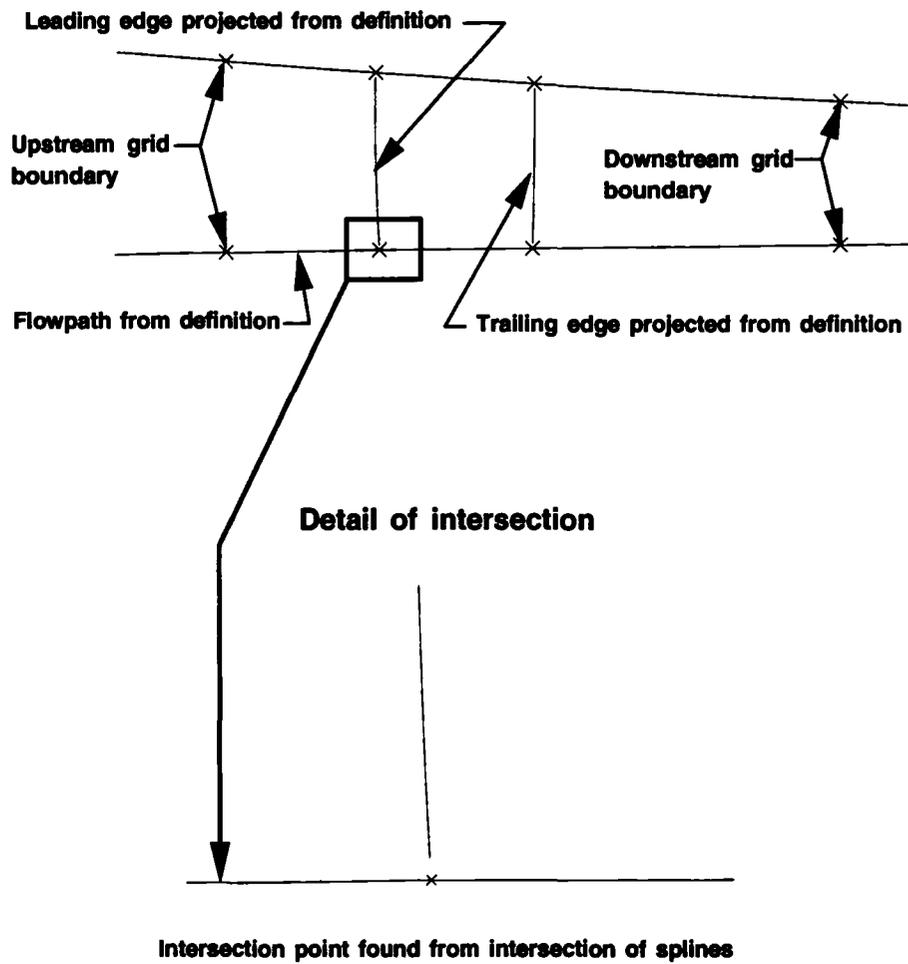 Leading edge projected from definition
Upstream grid
boundary
Downstream grid
boundary
Flowpath from definition
Trailing edge projected from definition
Detail of intersection
Intersection point found from intersection of splines